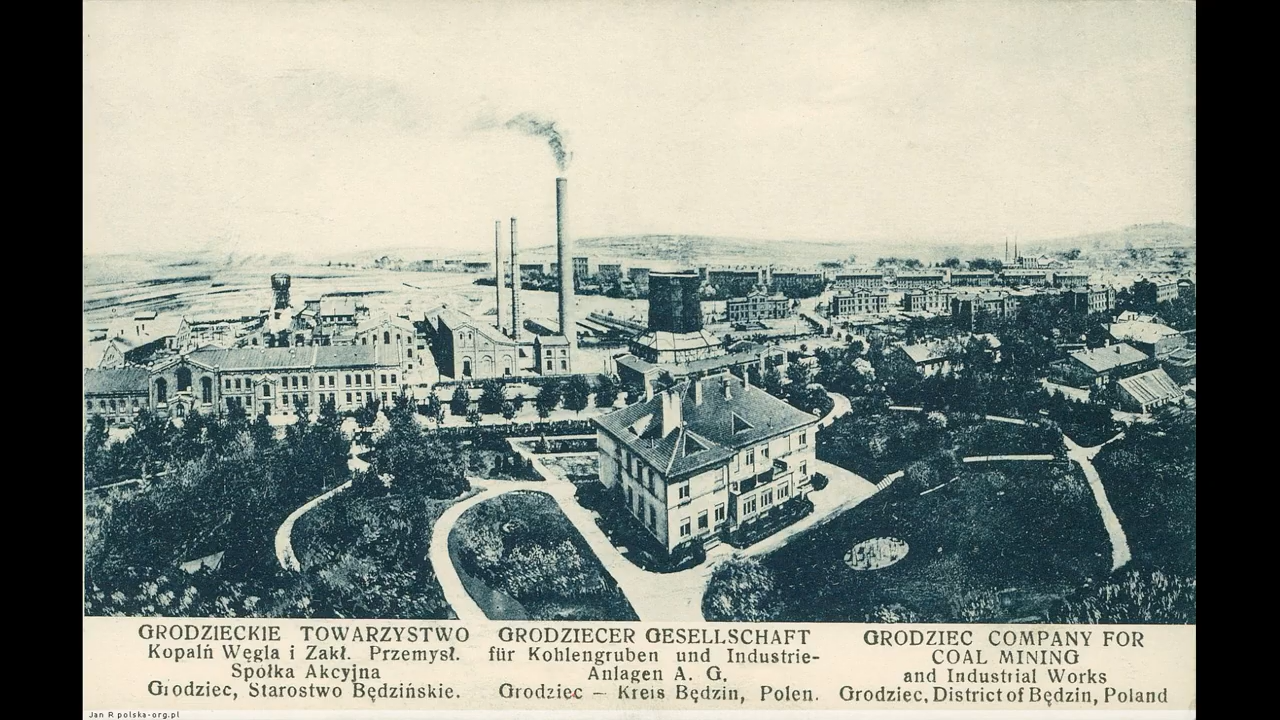 GRODZIECKIE TOWARZYSTWO
Kopalń Węgla i Zakł. Przemysł.
Społka Akcyjna
Grodziec, Starostwo Będzińskie.
GRODZIECER GESELLSCHAFT
für Kohlengruben und Industrie-
Anlagen A. G.
Grodziec – Kreis Będzin, Polen.
GRODZIEC COMPANY FOR
COAL MINING
and Industrial Works
Grodziec, District of Będzin, Poland
Jan R polska-org.pl